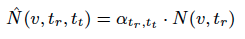 N̂(v, t_r, t_t) = α_{t_r,t_t} · N(v, t_r)